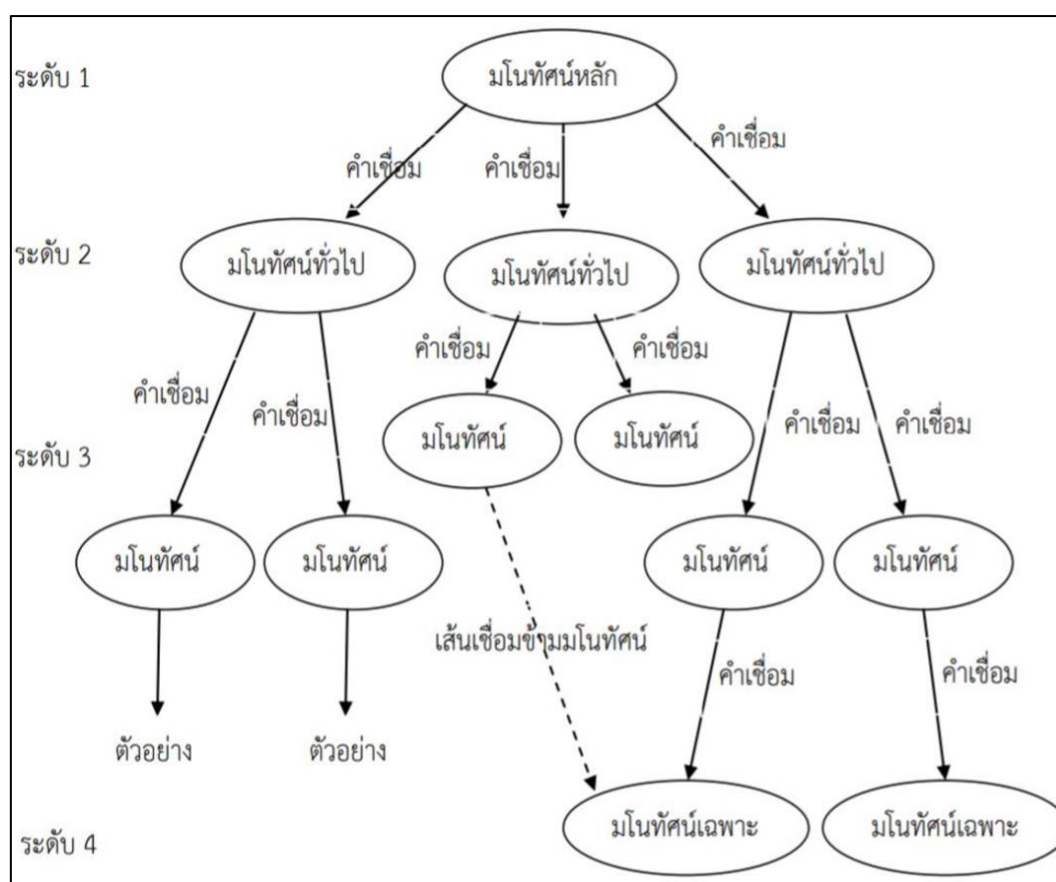 ระดับ 1
มโนทัศน์หลัก
คำเชื่อม
คำเชื่อม
คำเชื่อม
ระดับ 2
มโนทัศน์ทั่วไป
มโนทัศน์ทั่วไป
มโนทัศน์ทั่วไป
คำเชื่อม
คำเชื่อม
คำเชื่อม
คำเชื่อม
คำเชื่อม
คำเชื่อม
ระดับ 3
มโนทัศน์
มโนทัศน์
มโนทัศน์
มโนทัศน์
มโนทัศน์
มโนทัศน์
เส้นเชื่อมข้ามมโนทัศน์
คำเชื่อม
คำเชื่อม
ตัวอย่าง
ตัวอย่าง
ระดับ 4
มโนทัศน์เฉพาะ
มโนทัศน์เฉพาะ